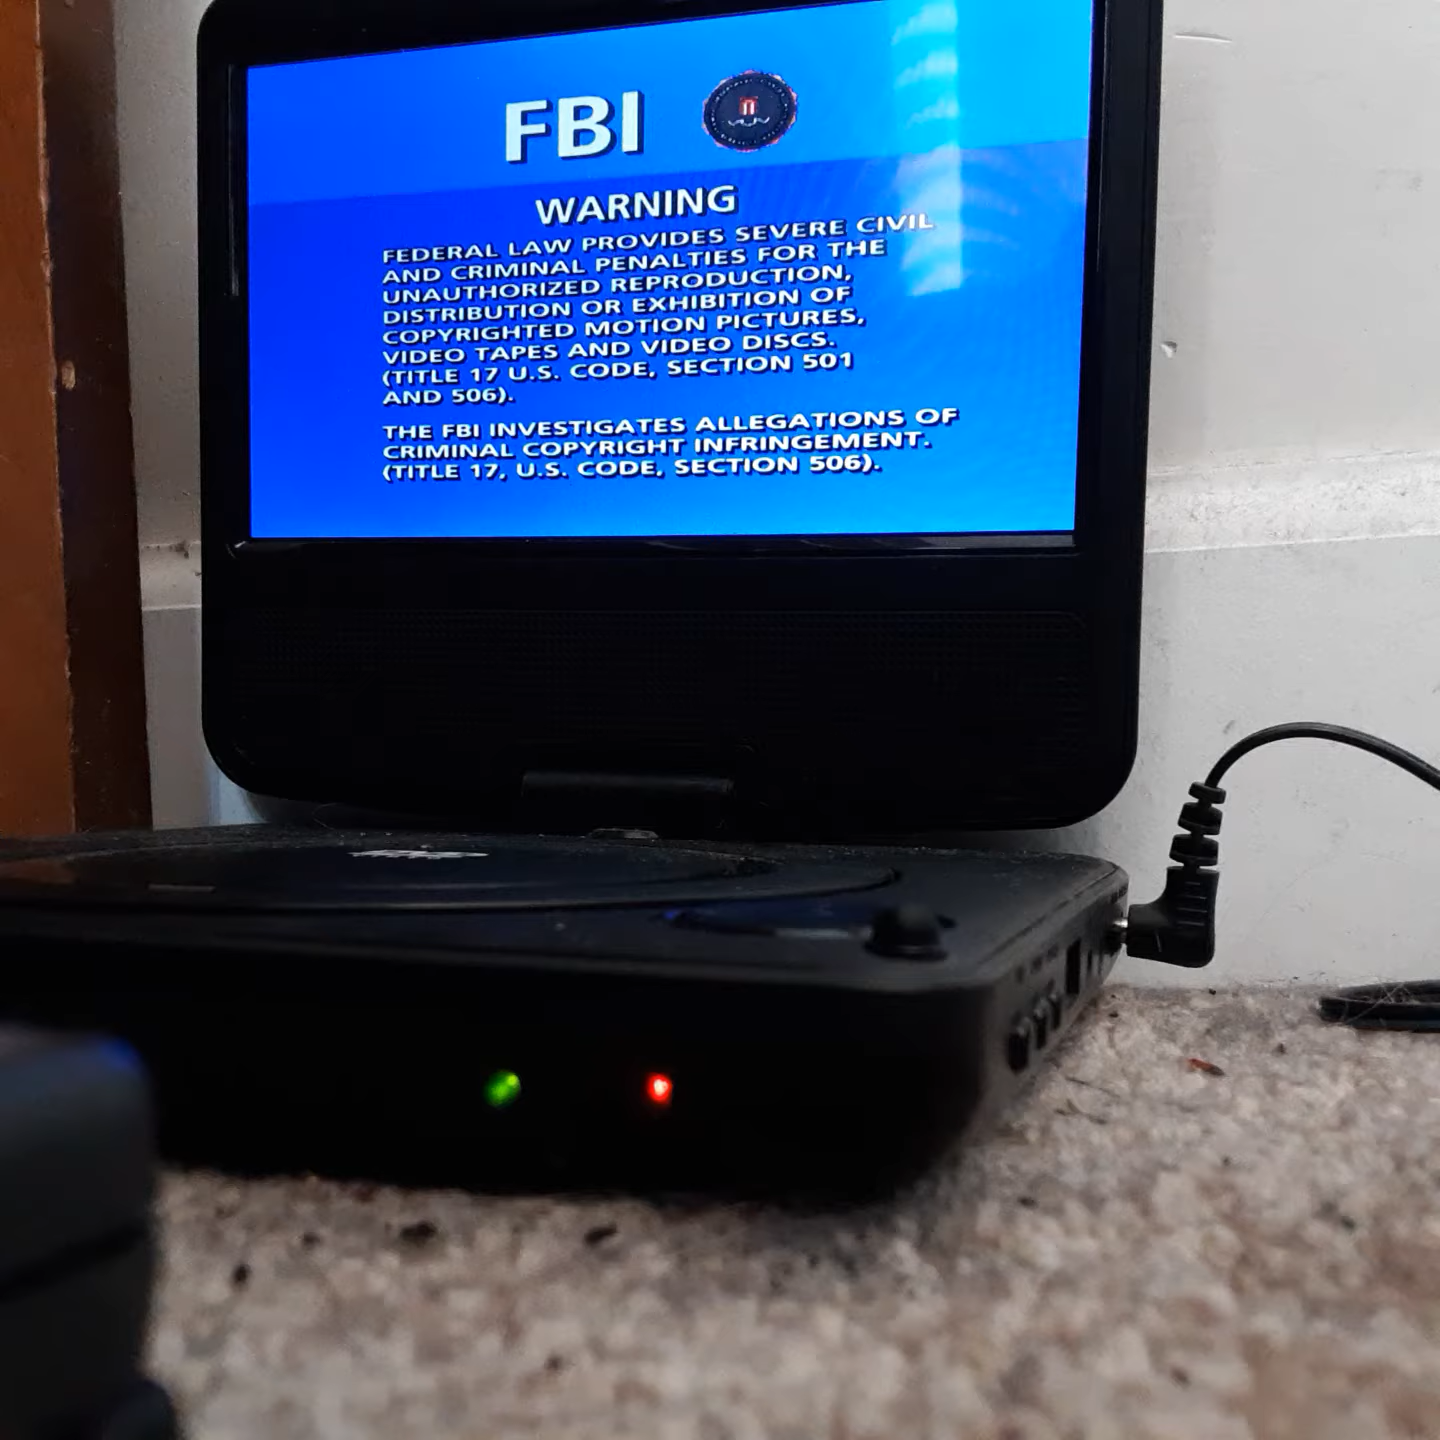 FBI
WARNING
FEDERAL LAW PROVIDES SEVERE CIVIL
AND CRIMINAL PENALTIES FOR THE
UNAUTHORIZED REPRODUCTION,
DISTRIBUTION OR EXHIBITION OF
COPYRIGHTED MOTION PICTURES,
VIDEO TAPES AND VIDEO DISCS.
(TITLE 17 U.S. CODE, SECTION 501
AND 506).
THE FBI INVESTIGATES ALLEGATIONS OF
CRIMINAL COPYRIGHT INFRINGEMENT.
(TITLE 17, U.S. CODE, SECTION 506).